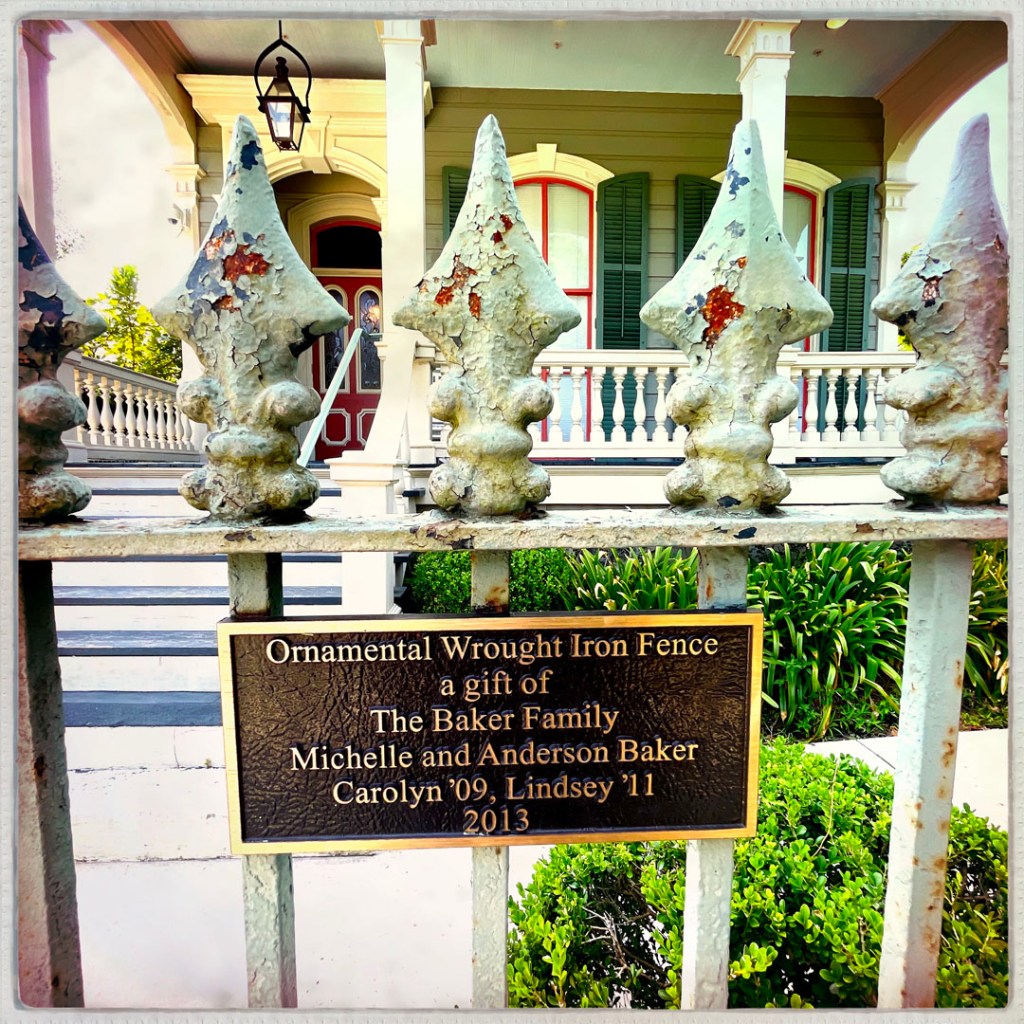 Ornamental Wrought Iron Fence
a gift of
The Baker Family
Michelle and Anderson Baker
Carolyn ’09, Lindsey ’11
2013